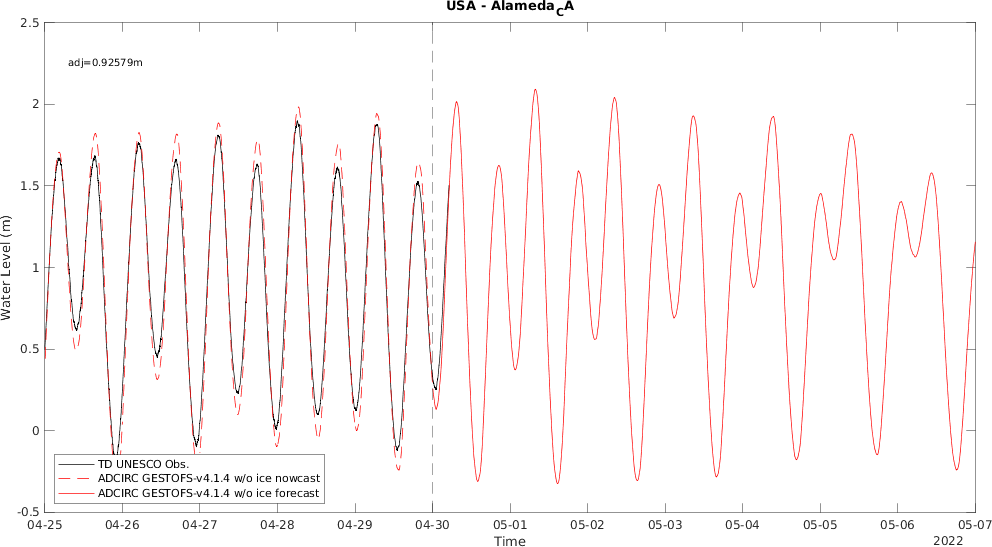 USA - Alameda_CA
2.5
adj=0.92579m
2
1.5
1
0.5
0
-0.5
Water Level (m)
TD UNESCO Obs.
ADCIRC GESTOFS-v4.1.4 w/o ice nowcast
ADCIRC GESTOFS-v4.1.4 w/o ice forecast
04-25 04-26 04-27 04-28 04-29 04-30 05-01 05-02 05-03 05-04 05-05 05-06 05-07
Time
2022